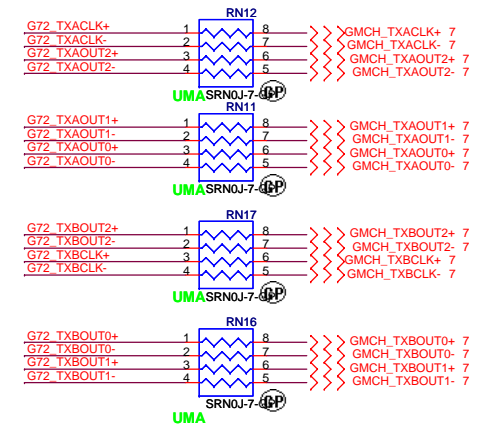 RN12
G72_TXACLK+ 1 8 GMCH_TXACLK+ 7
G72_TXACLK- 2 7 GMCH_TXACLK- 7
G72_TXAOUT2+ 3 6 GMCH_TXAOUT2+ 7
G72_TXAOUT2- 4 5 GMCH_TXAOUT2- 7
UMA SRN0J-7- GP
RN11
G72_TXAOUT1+ 1 8 GMCH_TXAOUT1+ 7
G72_TXAOUT1- 2 7 GMCH_TXAOUT1- 7
G72_TXAOUT0+ 3 6 GMCH_TXAOUT0+ 7
G72_TXAOUT0- 4 5 GMCH_TXAOUT0- 7
UMA SRN0J-7- GP
RN17
G72_TXBOUT2+ 1 8 GMCH_TXBOUT2+ 7
G72_TXBOUT2- 2 7 GMCH_TXBOUT2- 7
G72_TXBCLK+ 3 6 GMCH_TXBCLK+ 7
G72_TXBCLK- 4 5 GMCH_TXBCLK- 7
UMA SRN0J-7- GP
RN16
G72_TXBOUT0+ 1 8 GMCH_TXBOUT0+ 7
G72_TXBOUT0- 2 7 GMCH_TXBOUT0- 7
G72_TXBOUT1+ 3 6 GMCH_TXBOUT1+ 7
G72_TXBOUT1- 4 5 GMCH_TXBOUT1- 7
SRN0J-7- GP
UMA